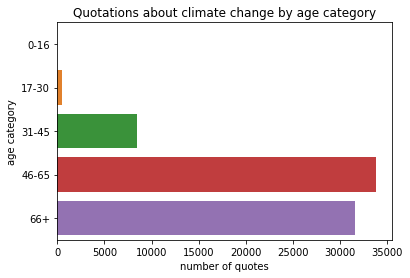 Quotations about climate change by age category
0-16
17-30
31-45
46-65
66+
age category
0 5000 10000 15000 20000 25000 30000 35000
number of quotes